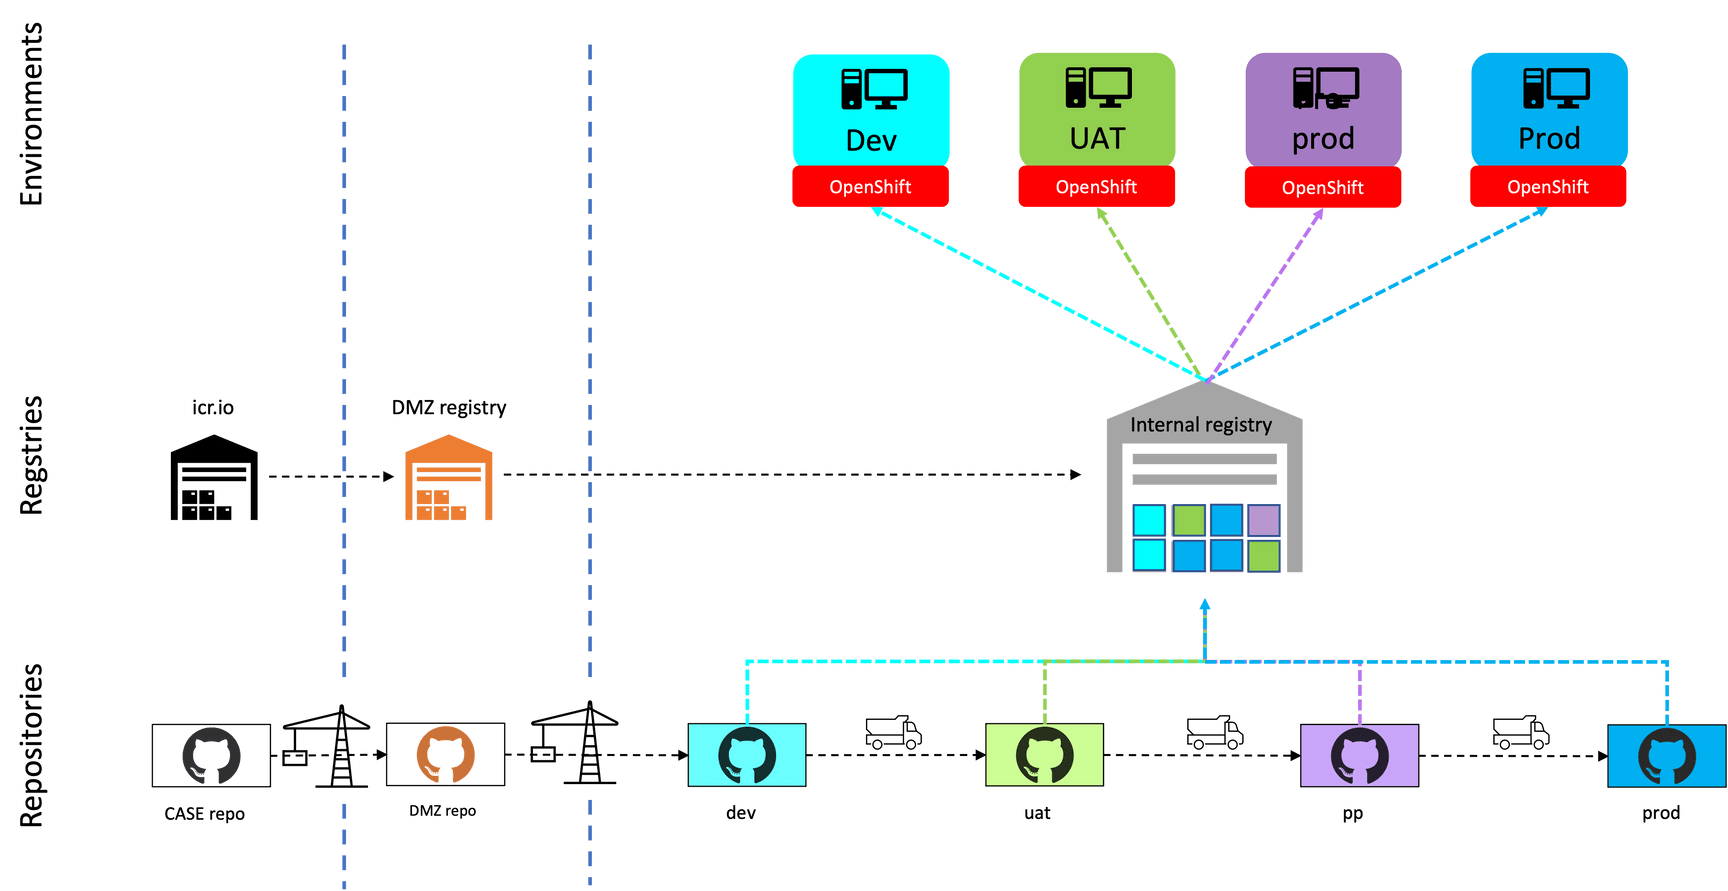 Environments
Dev
UAT
Pre
prod
Prod
OpenShift
OpenShift
OpenShift
OpenShift
Regstries
icr.io
DMZ registry
Internal registry
Repositories
CASE repo
DMZ repo
dev
uat
pp
prod